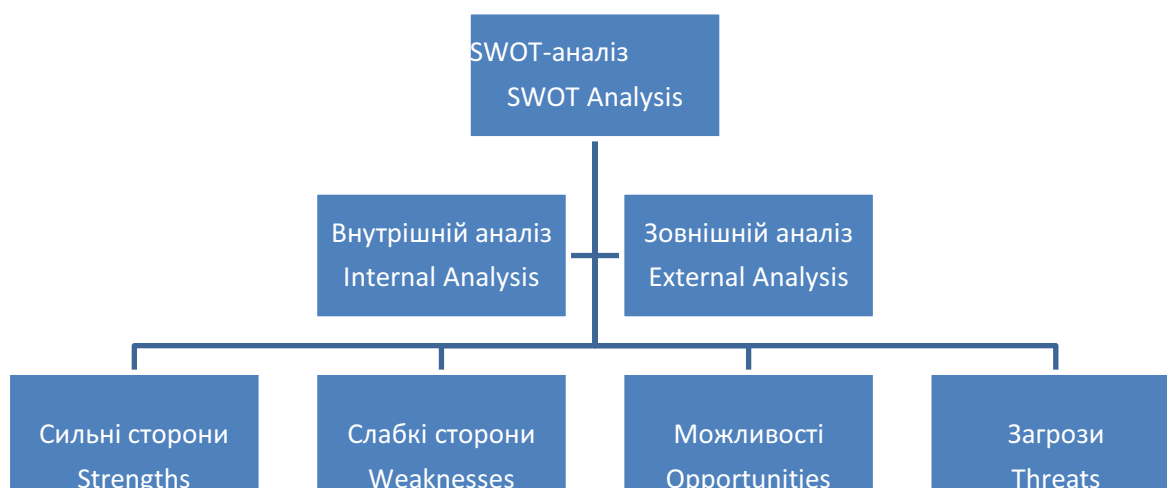 SWOT-аналіз
SWOT Analysis
Внутрішній аналіз
Internal Analysis
Зовнішній аналіз
External Analysis
Сильні сторони
Strengths
Слабкі сторони
Weaknesses
Можливості
Opportunities
Загрози
Threats